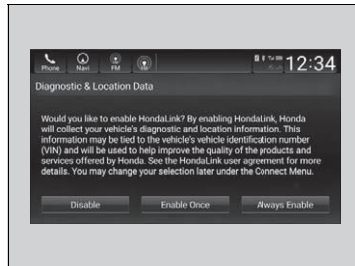 Phone Navi FM
12:34
Diagnostic & Location Data
Would you like to enable HondaLink? By enabling HondaLink, Honda
will collect your vehicle's diagnostic and location information. This
information may be tied to the vehicle's vehicle identification number
(VIN) and will be used to help improve the quality of the products and
services offered by Honda. See the HondaLink user agreement for more
details. You may change your selection later under the Connect Menu.
Disable Enable Once Always Enable